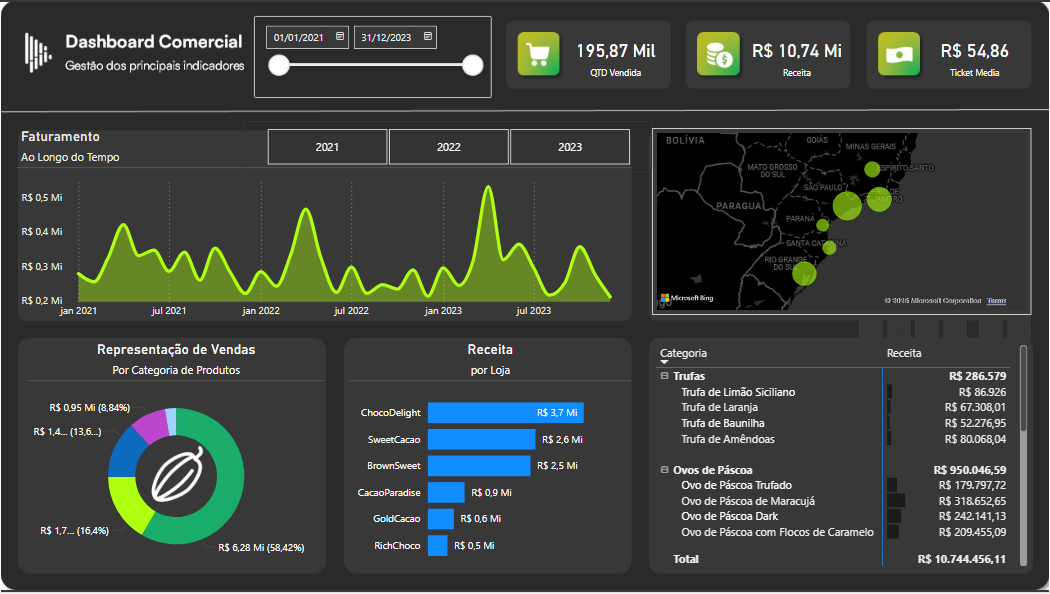 Dashboard Comercial
Gestão dos principais indicadores
01/01/2021
31/12/2023
195,87 Mil
QTD Vendida
R$ 10,74 Mi
Receita
R$ 54,86
Ticket Media
Faturamento
Ao Longo do Tempo
2021
2022
2023
R$ 0,5 Mi
R$ 0,4 Mi
R$ 0,3 Mi
R$ 0,2 Mi
jan 2021
jul 2021
jan 2022
jul 2022
jan 2023
jul 2023
BOLÍVIA
GOIÁS
MINAS GERAIS
MATO GROSSO
DO SUL
ESPÍRITO SANTO
SÃO PAULO
PARAGUA
PARANÁ
SANTA CATARINA
RIO GRANDE
DO SUL
Microsoft Bing
© 2025 Microsoft Corporation
Terms
Representação de Vendas
Por Categoria de Produtos
R$ 0,95 Mi (8,84%)
R$ 1,4... (13,6...)
R$ 1,7... (16,4%)
R$ 6,28 Mi (58,42%)
Receita
por Loja
ChocoDelight R$ 3,7 Mi
SweetCacao R$ 2,6 Mi
BrownSweet R$ 2,5 Mi
CacaoParadise R$ 0,9 Mi
GoldCacao R$ 0,6 Mi
RichChoco R$ 0,5 Mi
Categoria Receita
Trufas R$ 286.579
Trufa de Limão Siciliano R$ 86.926
Trufa de Laranja R$ 67.308,01
Trufa de Baunilha R$ 52.276,95
Trufa de Amêndoas R$ 80.068,04
Ovos de Páscoa R$ 950.046,59
Ovo de Páscoa Trufado R$ 179.797,72
Ovo de Páscoa de Maracujá R$ 318.652,65
Ovo de Páscoa Dark R$ 242.141,13
Ovo de Páscoa com Flocos de Caramelo R$ 209.455,09
Total R$ 10.744.456,11